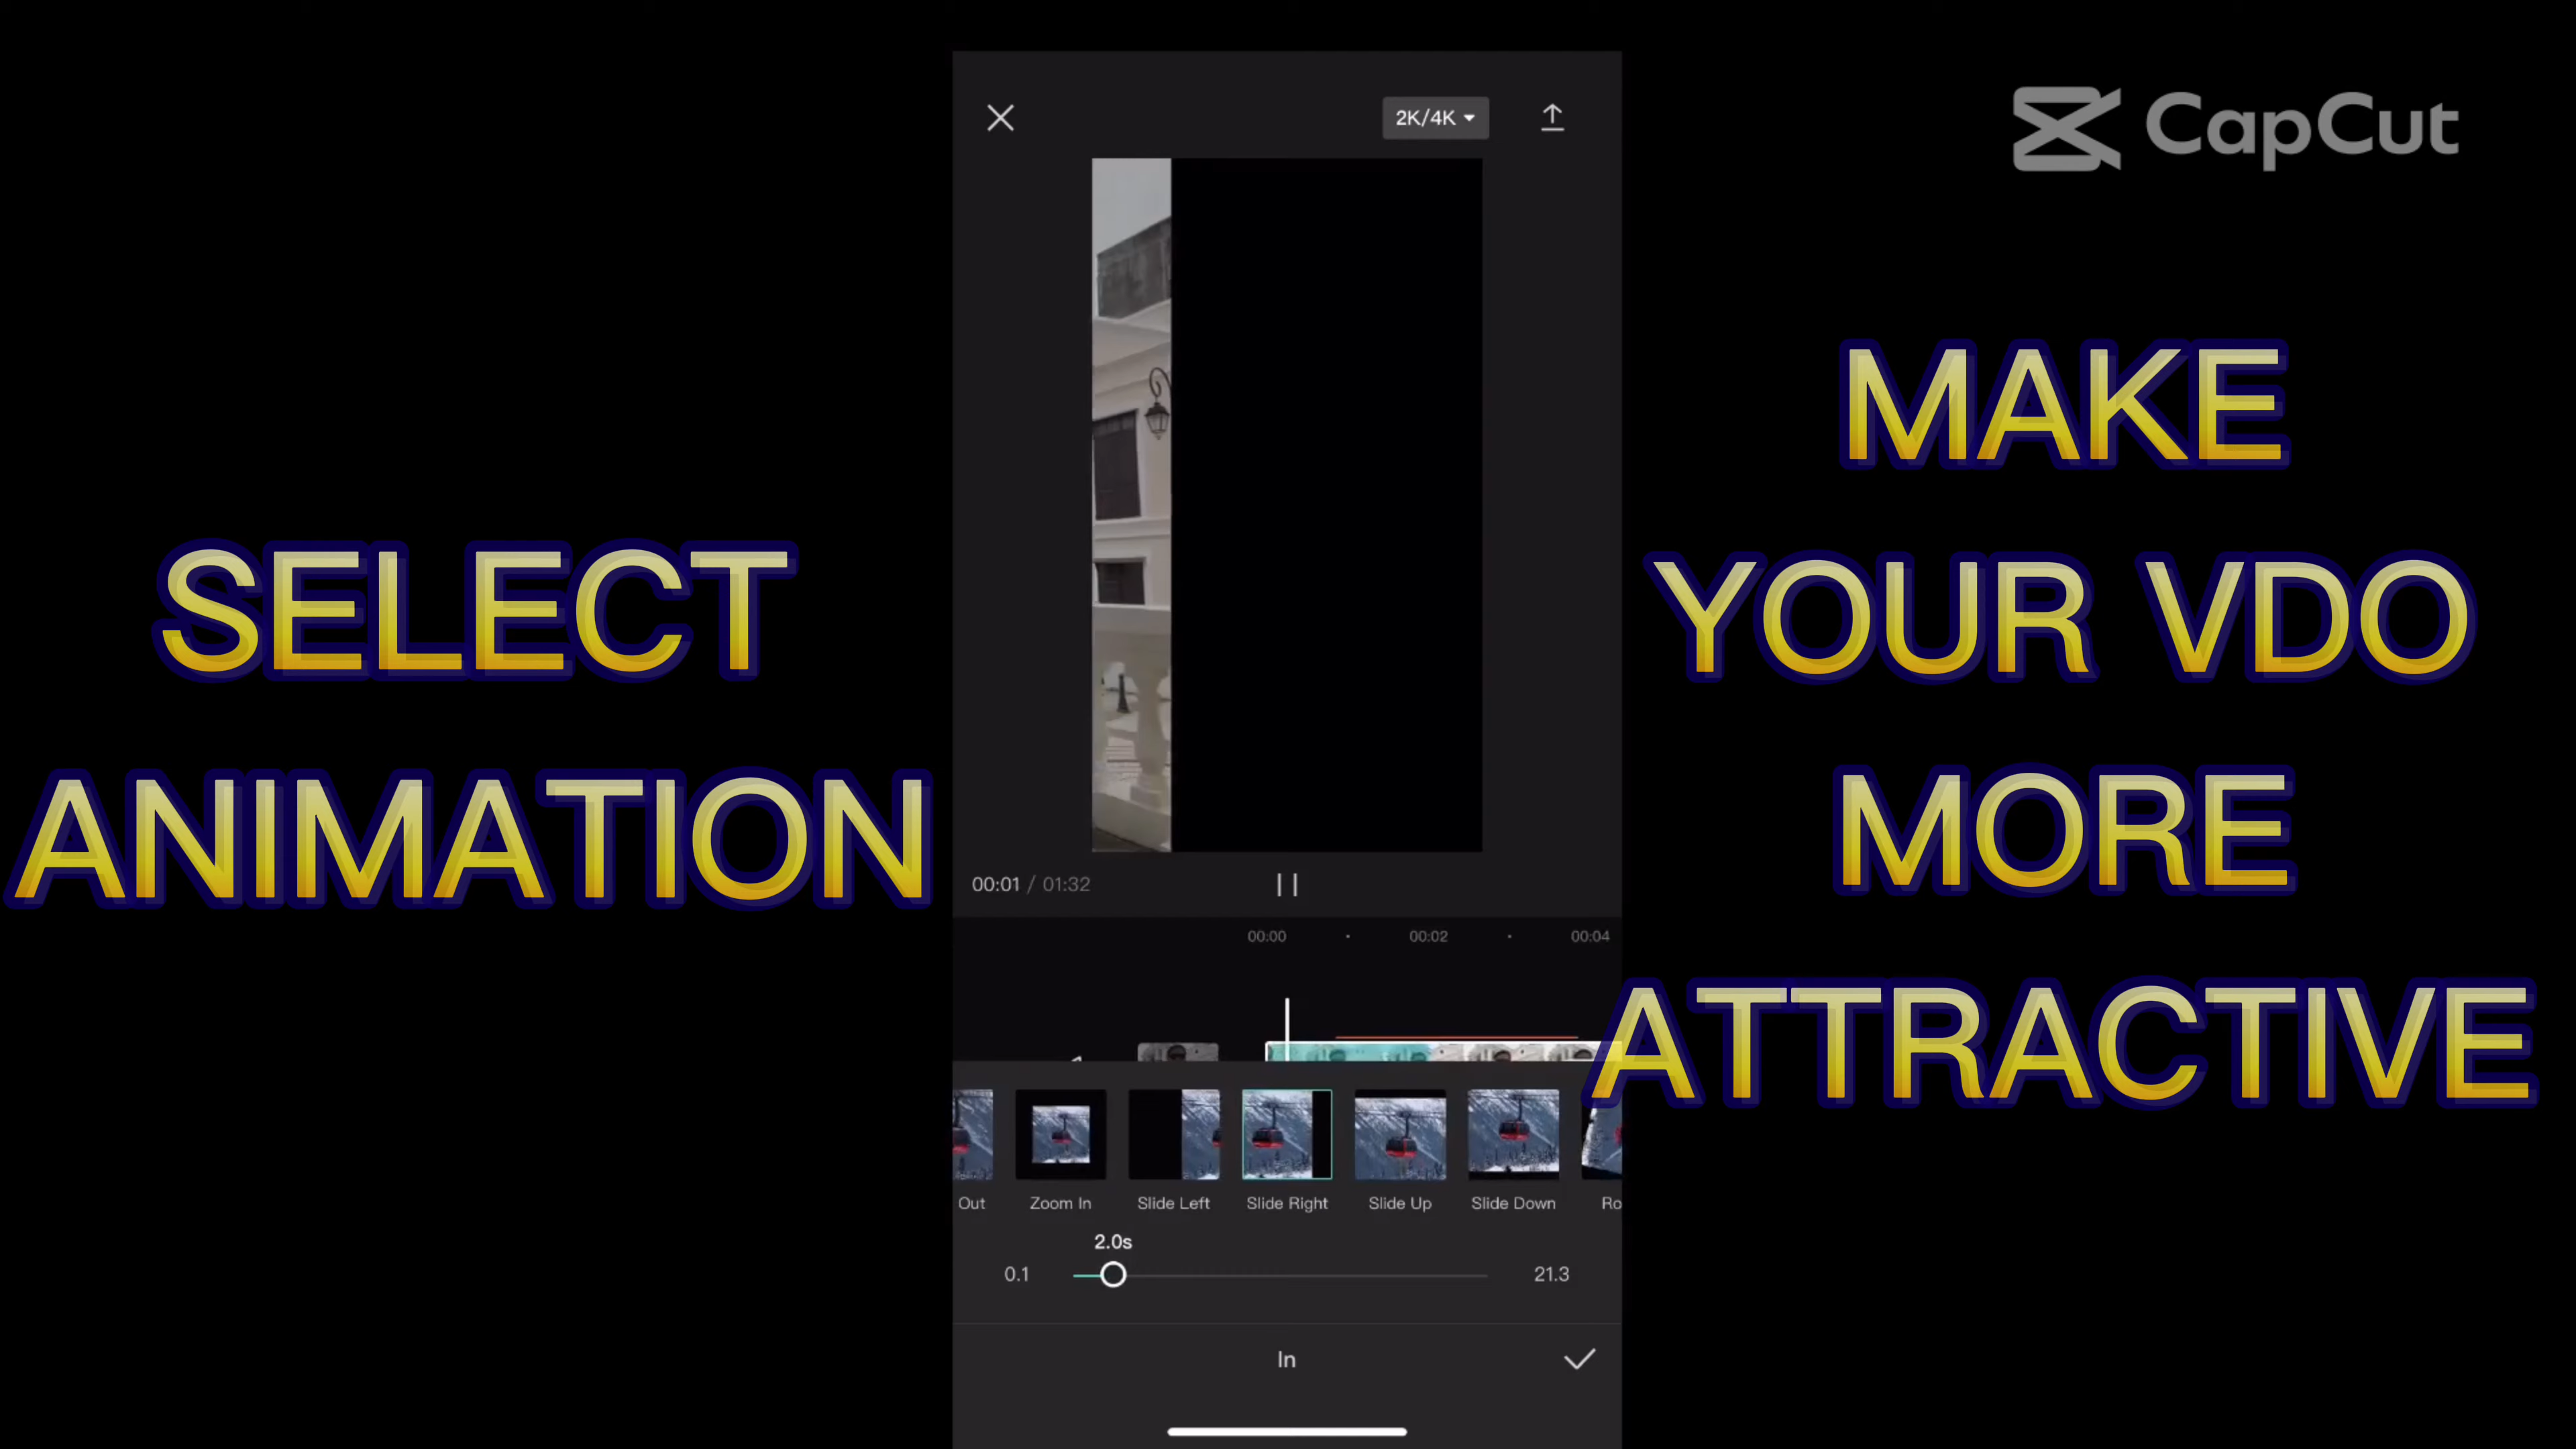 CapCut
SELECT
ANIMATION
MAKE
YOUR VDO
MORE
ATTRACTIVE
2K/4K
00:01 / 01:32
00:00 00:02 00:04
Out Zoom In Slide Left Slide Right Slide Up Slide Down Ro
2.0s
0.1 21.3
In